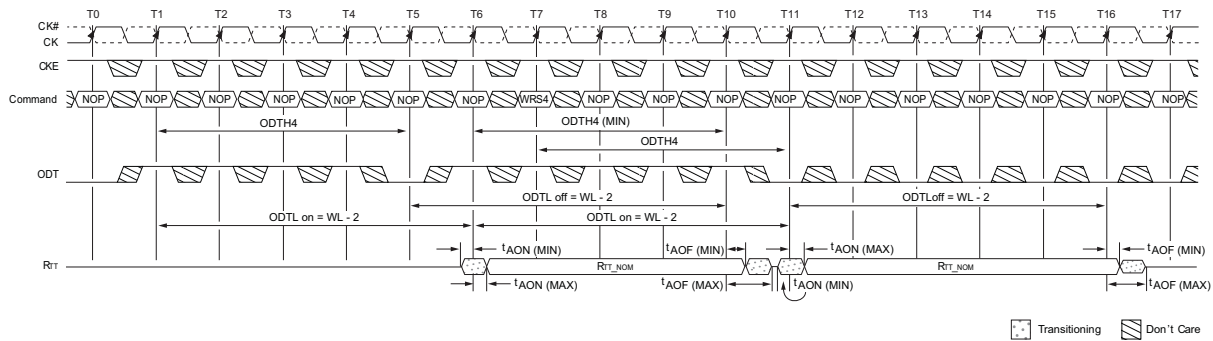 T0 T1 T2 T3 T4 T5 T6 T7 T8 T9 T10 T11 T12 T13 T14 T15 T16 T17
CK#
CK
CKE
Command NOP NOP NOP NOP NOP NOP NOP WRS4 NOP NOP NOP NOP NOP NOP NOP NOP NOP NOP
ODTH4 ODTH4 (MIN)
ODTH4
ODT
ODTL off = WL - 2 ODTLoff = WL - 2
ODTL on = WL - 2 ODTL on = WL - 2
tAON (MIN) tAOF (MIN) tAON (MAX) tAOF (MIN)
RTT RTT_NOM RTT_NOM
tAON (MAX) tAOF (MAX) tAON (MIN) tAOF (MAX)
Transitioning Don't Care